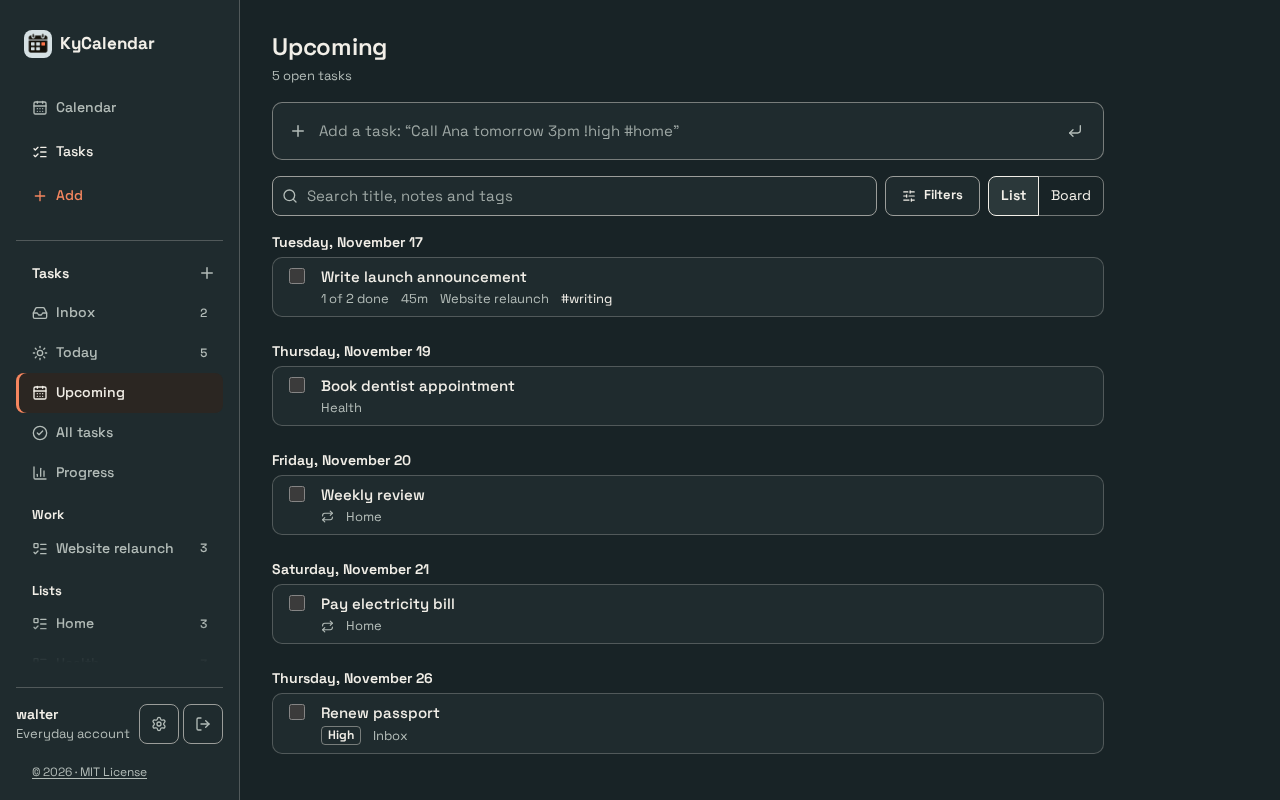 KyCalendar
Calendar
Tasks
Add
Tasks
Inbox 2
Today 5
Upcoming
All tasks
Progress
Work
Website relaunch 3
Lists
Home 3
walter
Everyday account
© 2026 · MIT License
Upcoming
5 open tasks
Add a task: “Call Ana tomorrow 3pm !high #home”
Search title, notes and tags
Filters
List
Board
Tuesday, November 17
Write launch announcement
1 of 2 done 45m Website relaunch #writing
Thursday, November 19
Book dentist appointment
Health
Friday, November 20
Weekly review
Home
Saturday, November 21
Pay electricity bill
Home
Thursday, November 26
Renew passport
High Inbox